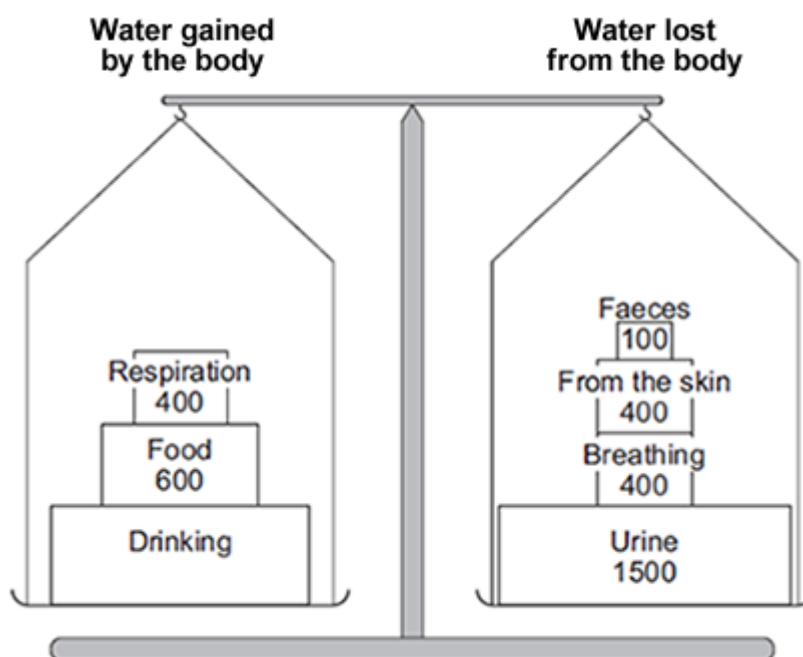 Water gained
by the body
Water lost
from the body
Respiration
400
Food
600
Drinking
Faeces
100
From the skin
400
Breathing
400
Urine
1500